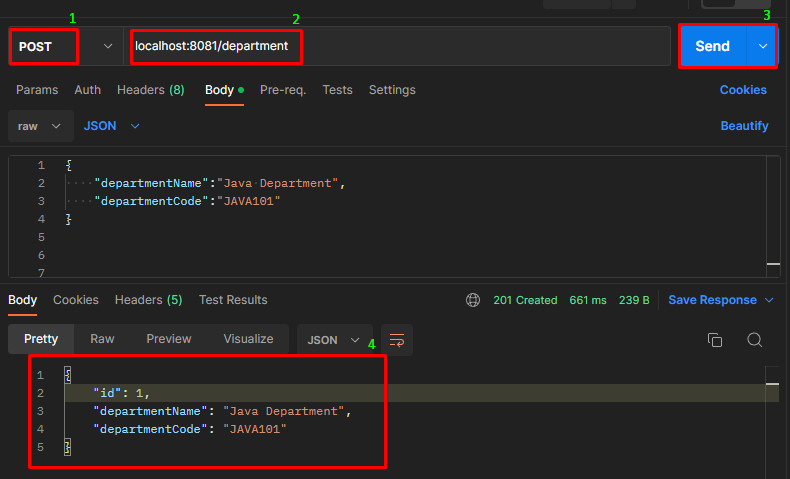 1
2
3
POST
localhost:8081/department
Send
Params Auth Headers (8) Body Pre-req. Tests Settings Cookies
raw JSON Beautify
1 {
2 "departmentName":"Java Department",
3 "departmentCode":"JAVA101"
4 }
5
6
7
Body Cookies Headers (5) Test Results 201 Created 661 ms 239 B Save Response
Pretty Raw Preview Visualize JSON
4
1 {
2 "id": 1,
3 "departmentName": "Java Department",
4 "departmentCode": "JAVA101"
5 }